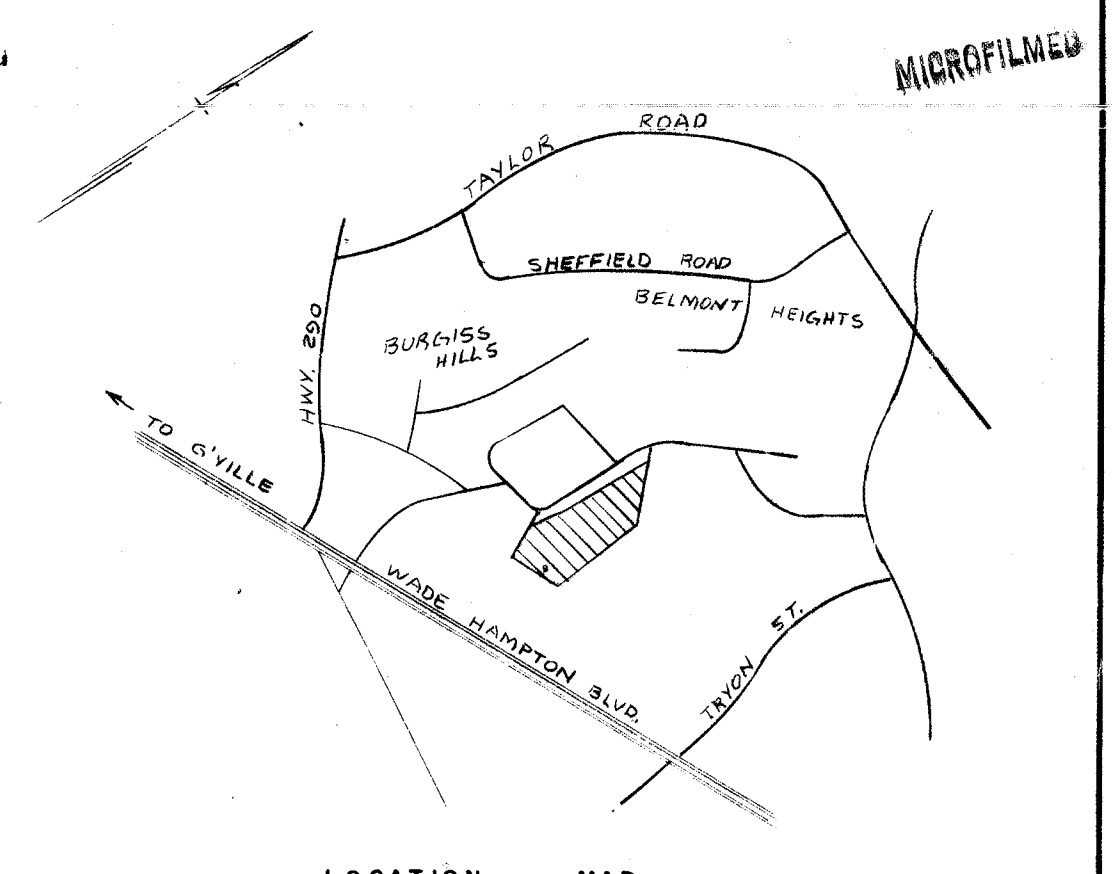 MICROFILMED
TAYLOR ROAD
SHEFFIELD ROAD
BELMONT HEIGHTS
HWY. 290
BURGISS
HILLS
TO G'VILLE
WADE HAMPTON BLVD.
TRYON ST.
LOCATION MAP